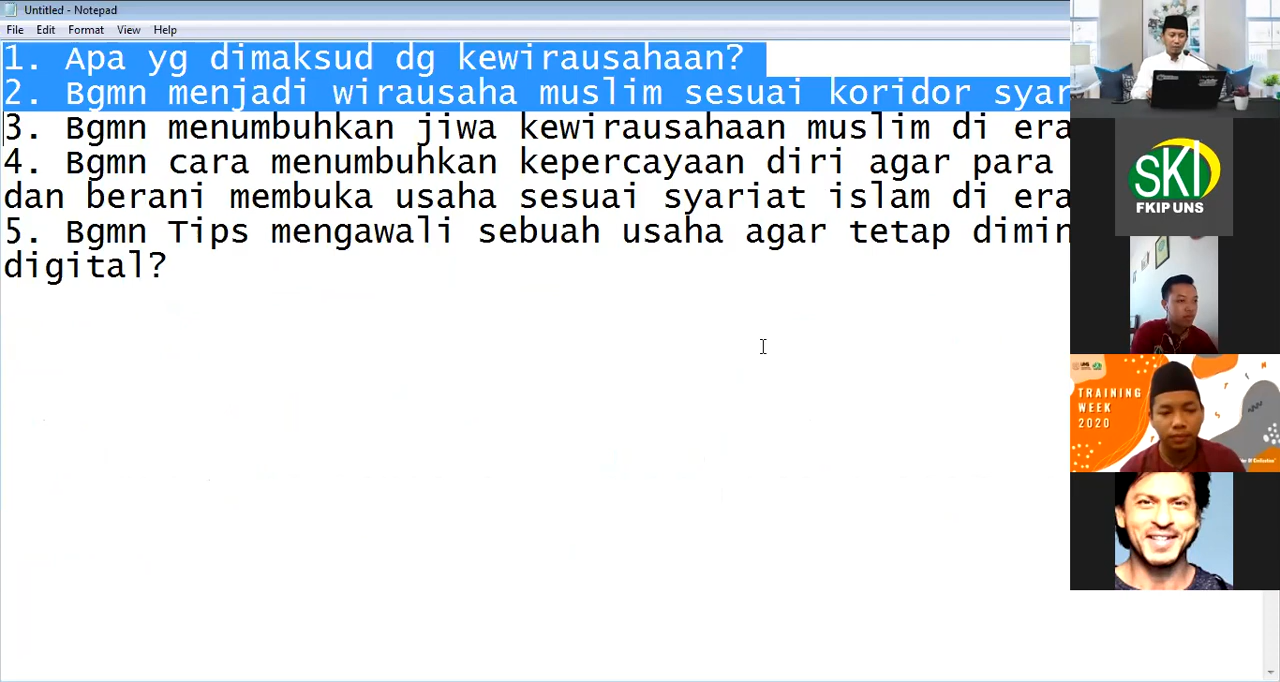 Untitled - Notepad
File Edit Format View Help
1. Apa yg dimaksud dg kewirausahaan?
2. Bgmn menjadi wirausaha muslim sesuai koridor syar
3. Bgmn menumbuhkan jiwa kewirausahaan muslim di era
4. Bgmn cara menumbuhkan kepercayaan diri agar para
dan berani membuka usaha sesuai syariat islam di era
5. Bgmn Tips mengawali sebuah usaha agar tetap dimin
digital?
SKI
FKIP UNS
TRAINING
WEEK
2020